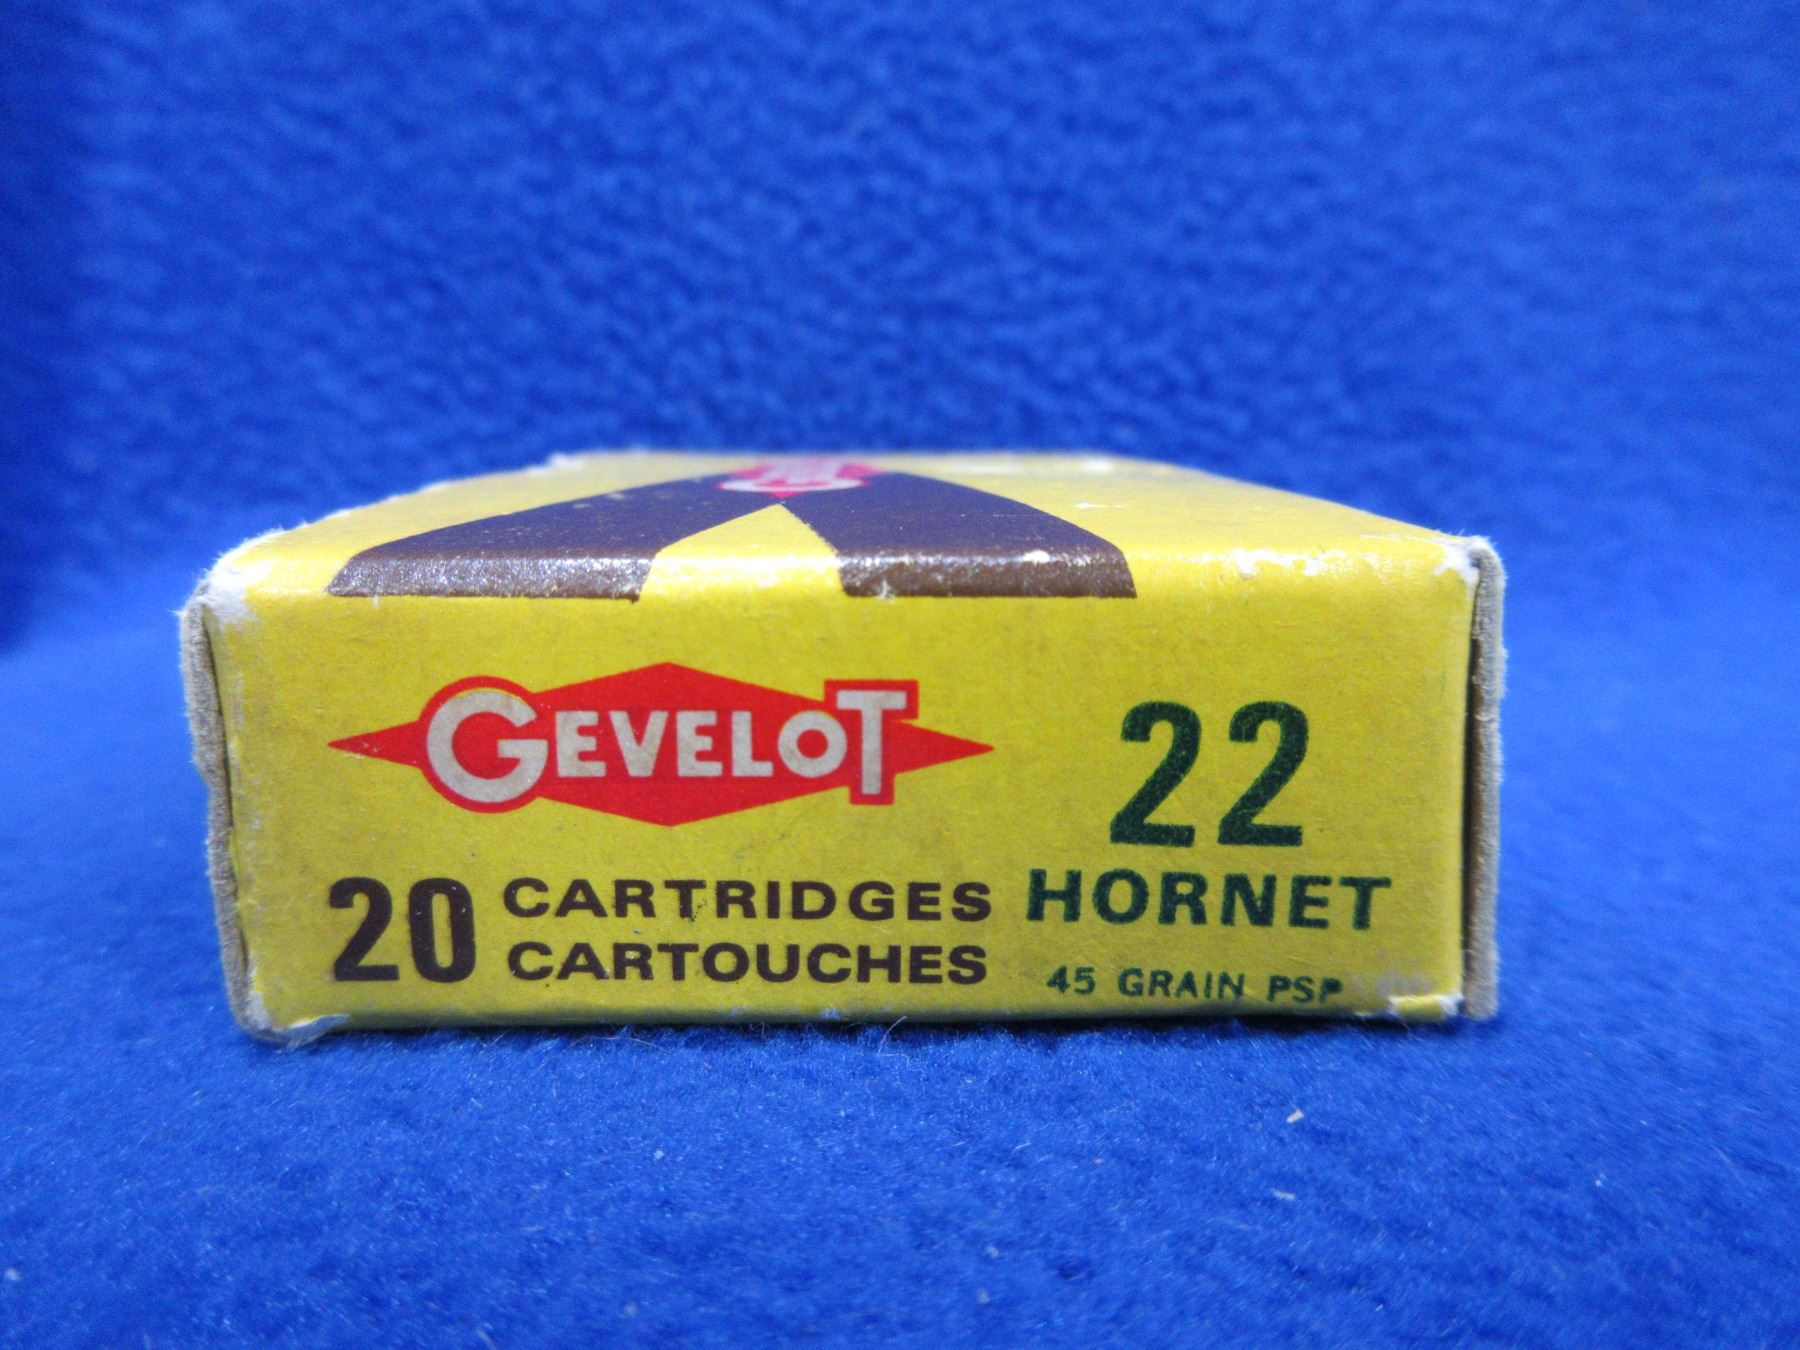 GEVELOT
20 CARTRIDGES
CARTOUCHES
22
HORNET
45 GRAIN PSP